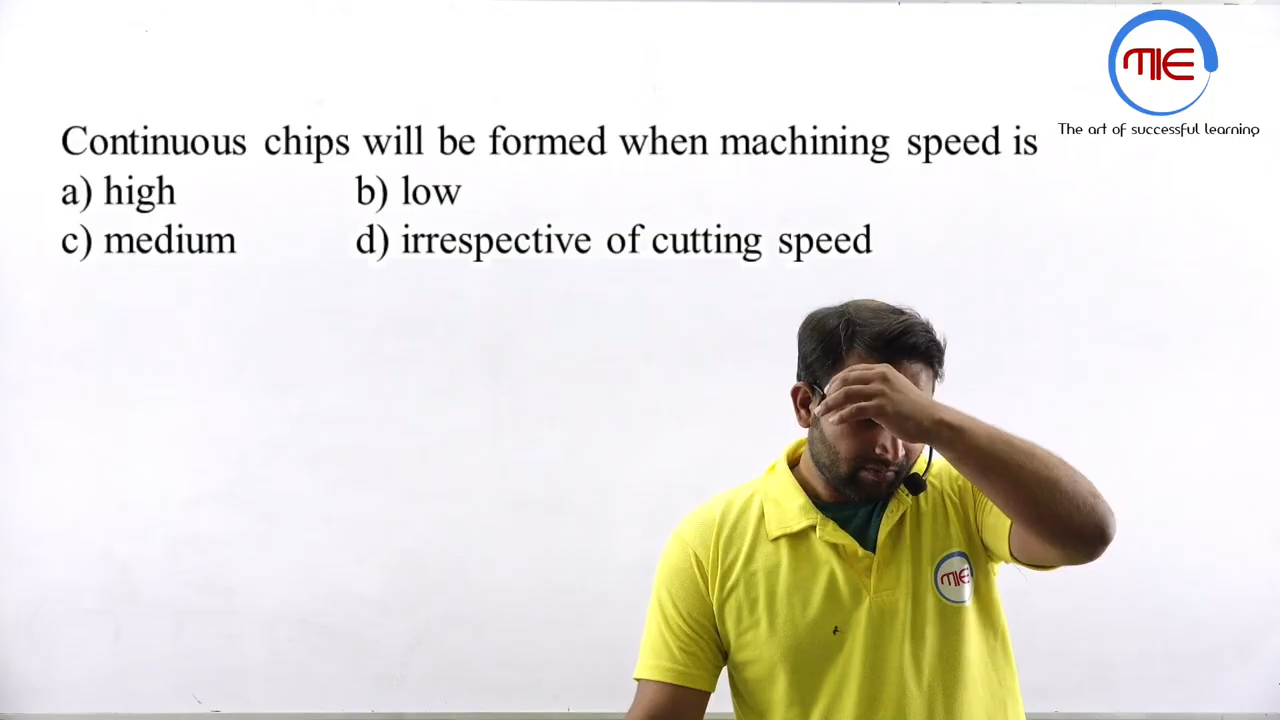 MIE
The art of successful learning
Continuous chips will be formed when machining speed is
a) high b) low
c) medium d) irrespective of cutting speed
MIE